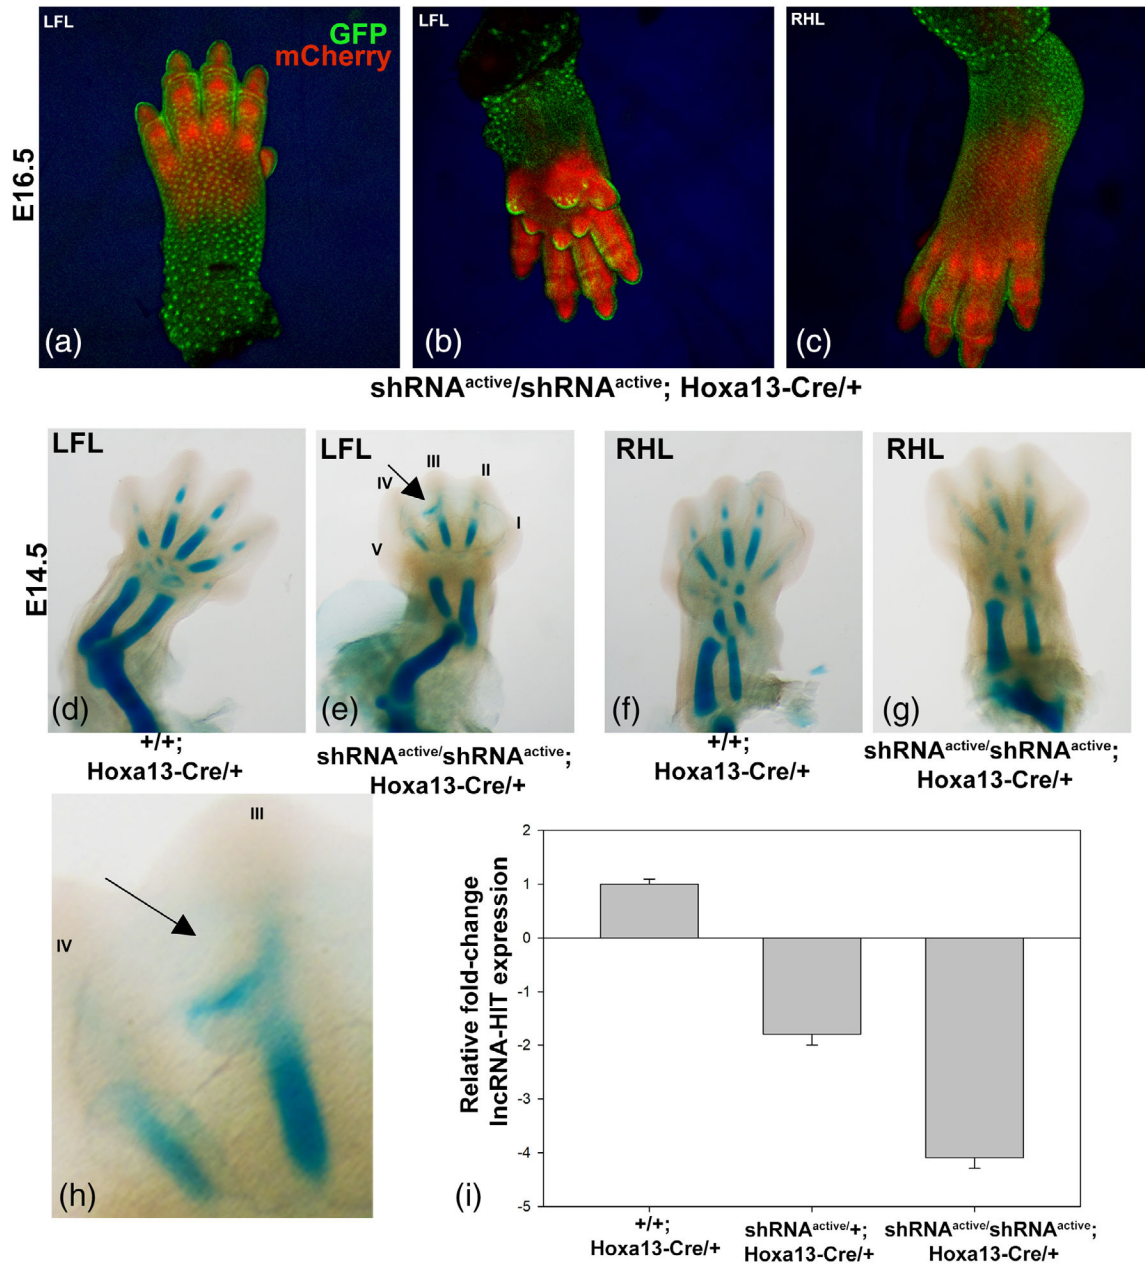 LFL
GFP
mCherry
LFL
RHL
E16.5
(a)
(b)
(c)
shRNAactive/shRNAactive; Hoxa13-Cre/+
LFL
LFL
III
II
IV
I
V
RHL
RHL
E14.5
(d)
(e)
(f)
(g)
+/+;
Hoxa13-Cre/+
shRNAactive/shRNAactive;
Hoxa13-Cre/+
+/+;
Hoxa13-Cre/+
shRNAactive/shRNAactive;
Hoxa13-Cre/+
III
IV
(h)
Relative fold-change
lncRNA-HIT expression
2
1
0
-1
-2
-3
-4
-5
(i)
+/+;
Hoxa13-Cre/+
shRNAactive/+;
Hoxa13-Cre/+
shRNAactive/shRNAactive;
Hoxa13-Cre/+